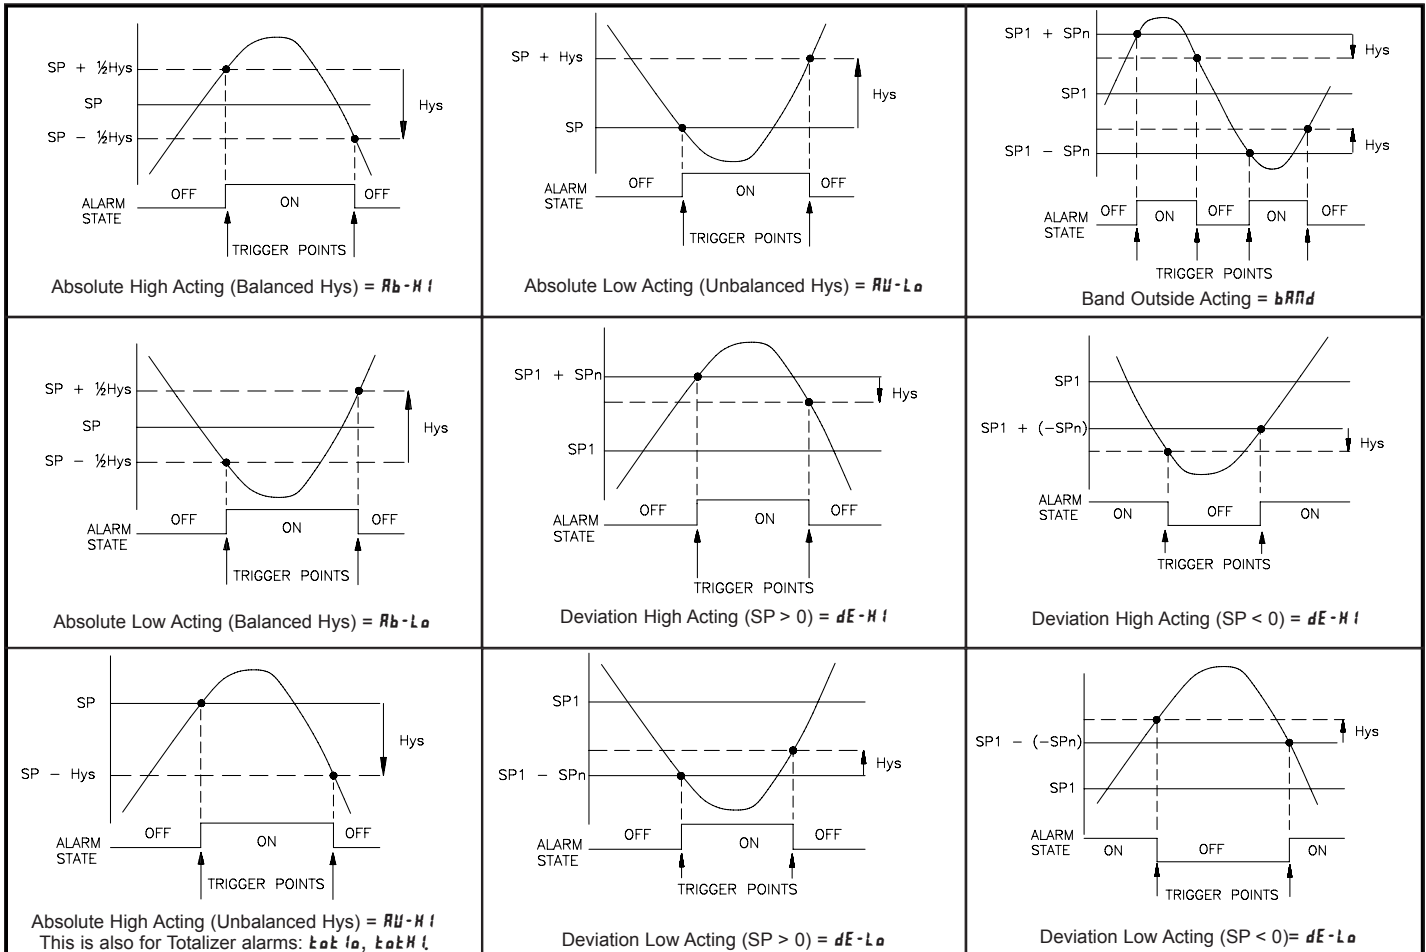 SP + ½Hys
SP
SP - ½Hys
Hys
ALARM
STATE
OFF
ON
OFF
TRIGGER POINTS
Absolute High Acting (Balanced Hys) = Ab-HI
SP + Hys
SP
Hys
ALARM
STATE
OFF
ON
OFF
TRIGGER POINTS
Absolute Low Acting (Unbalanced Hys) = AU-Lo
SP1 + SPn
SP1
SP1 - SPn
Hys
Hys
ALARM
STATE
OFF
ON
OFF
ON
OFF
TRIGGER POINTS
Band Outside Acting = bANd
SP + ½Hys
SP
SP - ½Hys
Hys
ALARM
STATE
OFF
ON
OFF
TRIGGER POINTS
Absolute Low Acting (Balanced Hys) = Ab-Lo
SP1 + SPn
SP1
Hys
ALARM
STATE
OFF
ON
OFF
TRIGGER POINTS
Deviation High Acting (SP > 0) = dE-HI
SP1
SP1 + (-SPn)
Hys
ALARM
STATE
ON
OFF
ON
TRIGGER POINTS
Deviation High Acting (SP < 0) = dE-HI
SP
SP - Hys
Hys
ALARM
STATE
OFF
ON
OFF
TRIGGER POINTS
Absolute High Acting (Unbalanced Hys) = AU-HI
This is also for Totalizer alarms: totlo, totHI.
SP1
SP1 - SPn
Hys
ALARM
STATE
OFF
ON
OFF
TRIGGER POINTS
Deviation Low Acting (SP > 0) = dE-Lo
SP1 - (-SPn)
SP1
Hys
ALARM
STATE
ON
OFF
ON
TRIGGER POINTS
Deviation Low Acting (SP < 0)= dE-Lo